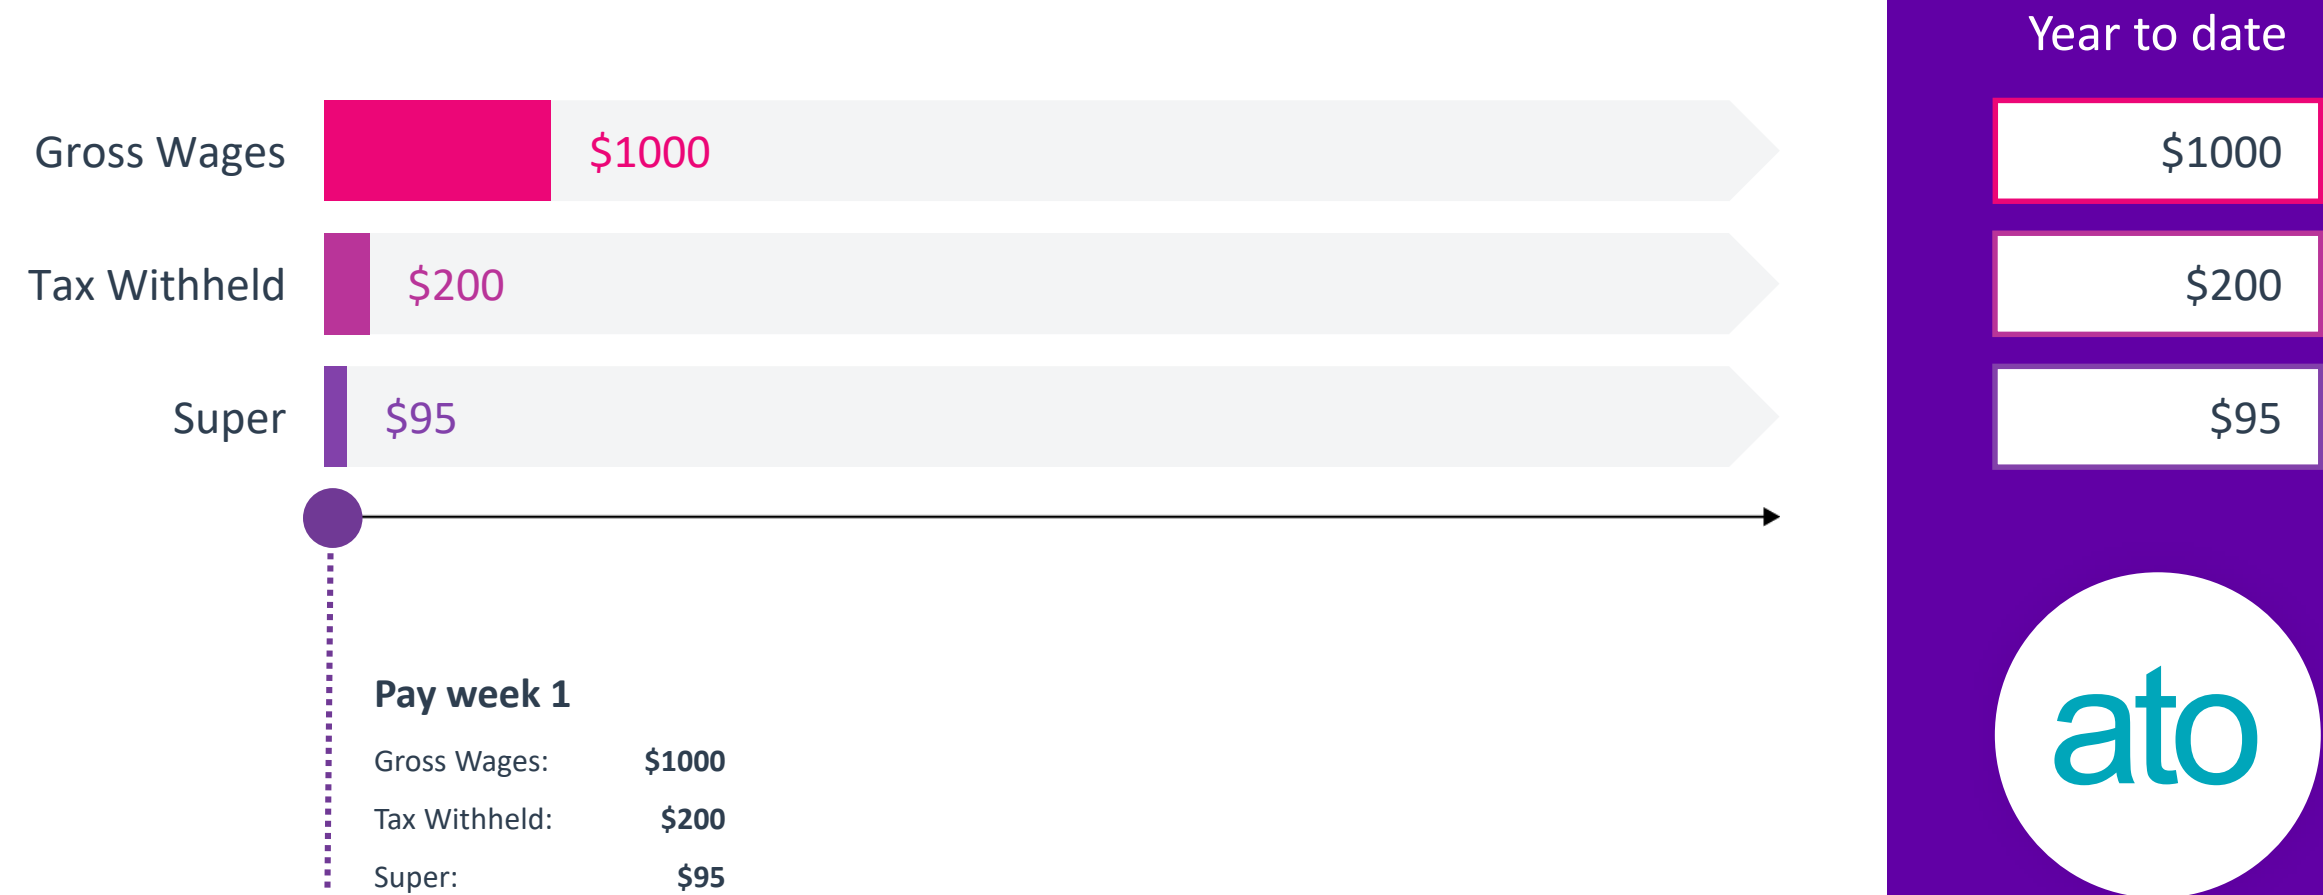 Year to date
Gross Wages $1000 $1000
Tax Withheld $200 $200
Super $95 $95
Pay week 1
Gross Wages: $1000
Tax Withheld: $200
Super: $95
ato